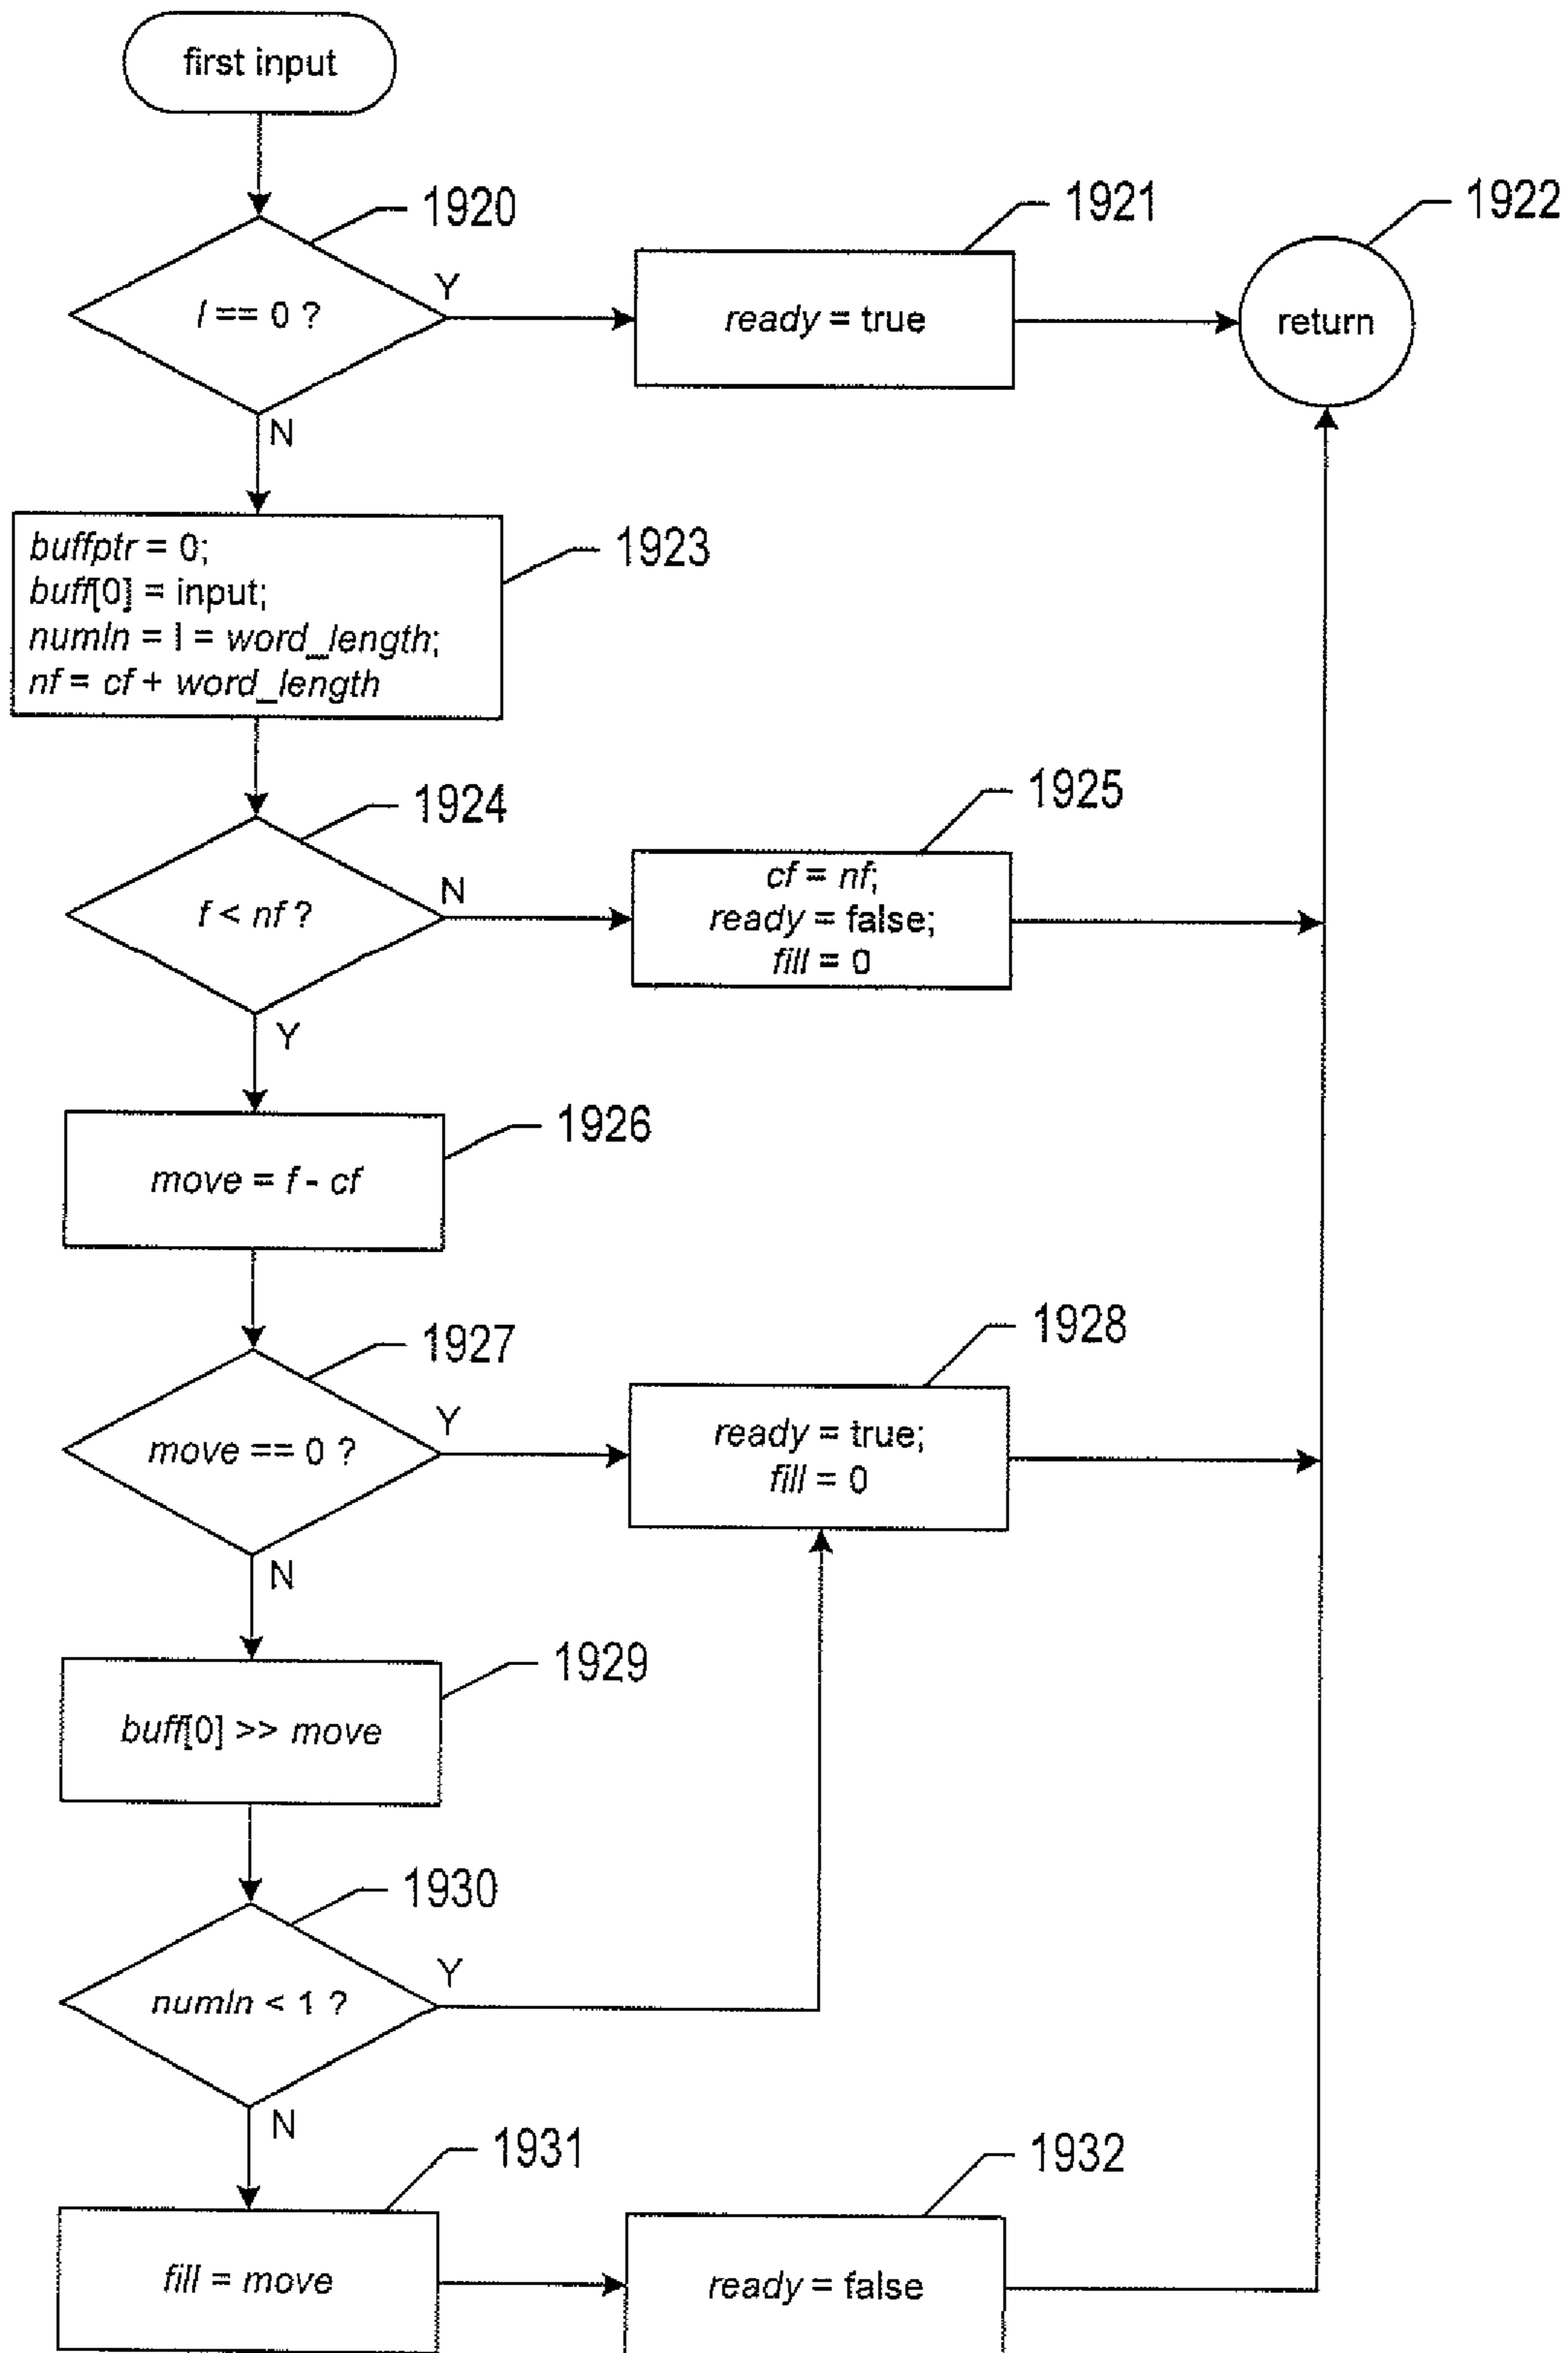 first input
1920
l == 0 ?
Y
N
1921
ready = true
1922
return
1923
buffptr = 0;
buff[0] = input;
numIn = l = word_length;
nf = cf + word_length
1924
f < nf ?
N
Y
1925
cf = nf;
ready = false;
fill = 0
1926
move = f - cf
1927
move == 0 ?
Y
N
1928
ready = true;
fill = 0
1929
buff[0] >> move
1930
numIn < 1 ?
Y
N
1931
fill = move
1932
ready = false